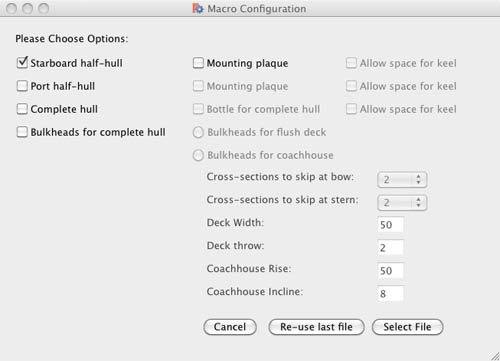 Macro Configuration
Please Choose Options:
Starboard half-hull Mounting plaque Allow space for keel
Port half-hull Mounting plaque Allow space for keel
Complete hull Bottle for complete hull Allow space for keel
Bulkheads for complete hull Bulkheads for flush deck
Bulkheads for coachhouse
Cross-sections to skip at bow: 2
Cross-sections to skip at stern: 2
Deck Width: 50
Deck throw: 2
Coachhouse Rise: 50
Coachhouse Incline: 8
Cancel Re-use last file Select File